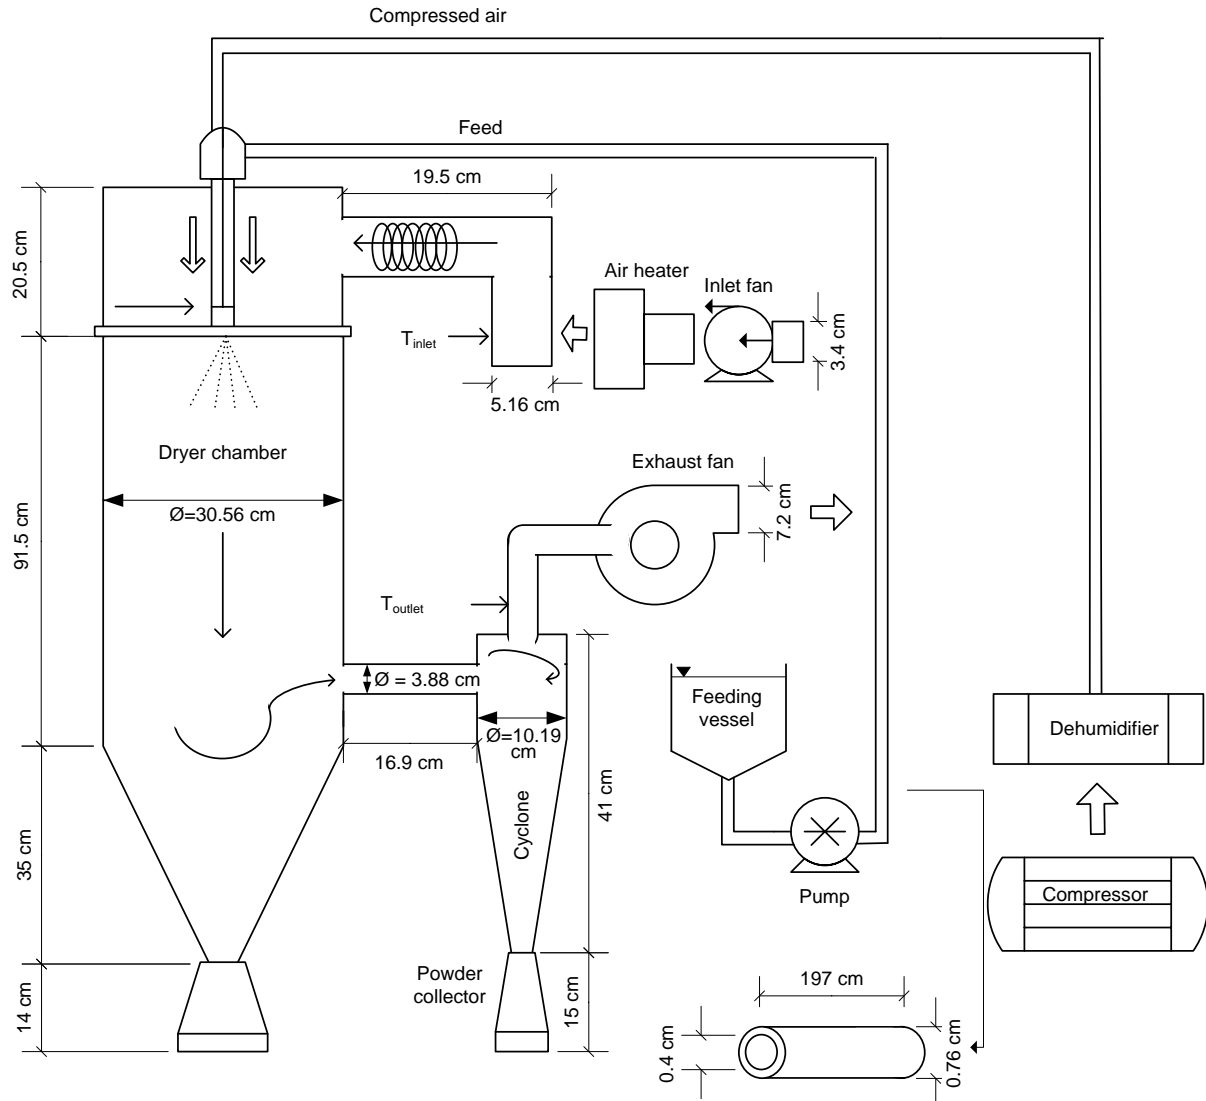 Compressed air
Feed
19.5 cm
20.5 cm
Air heater
Inlet fan
T_inlet
3.4 cm
5.16 cm
Dryer chamber
Exhaust fan
Ø=30.56 cm
7.2 cm
91.5 cm
T_outlet
Ø = 3.88 cm
Feeding
vessel
Ø=10.19
cm
Dehumidifier
16.9 cm
41 cm
Cyclone
35 cm
Pump
Compressor
Powder
collector
197 cm
14 cm
15 cm
0.4 cm
0.76 cm